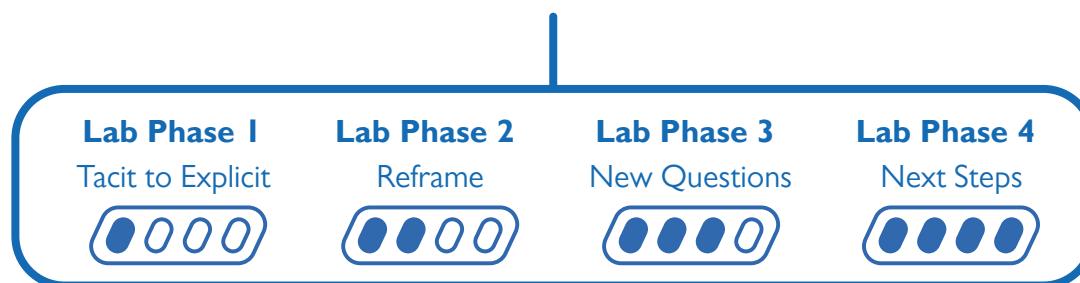 Lab Phase 1
Tacit to Explicit
Lab Phase 2
Reframe
Lab Phase 3
New Questions
Lab Phase 4
Next Steps